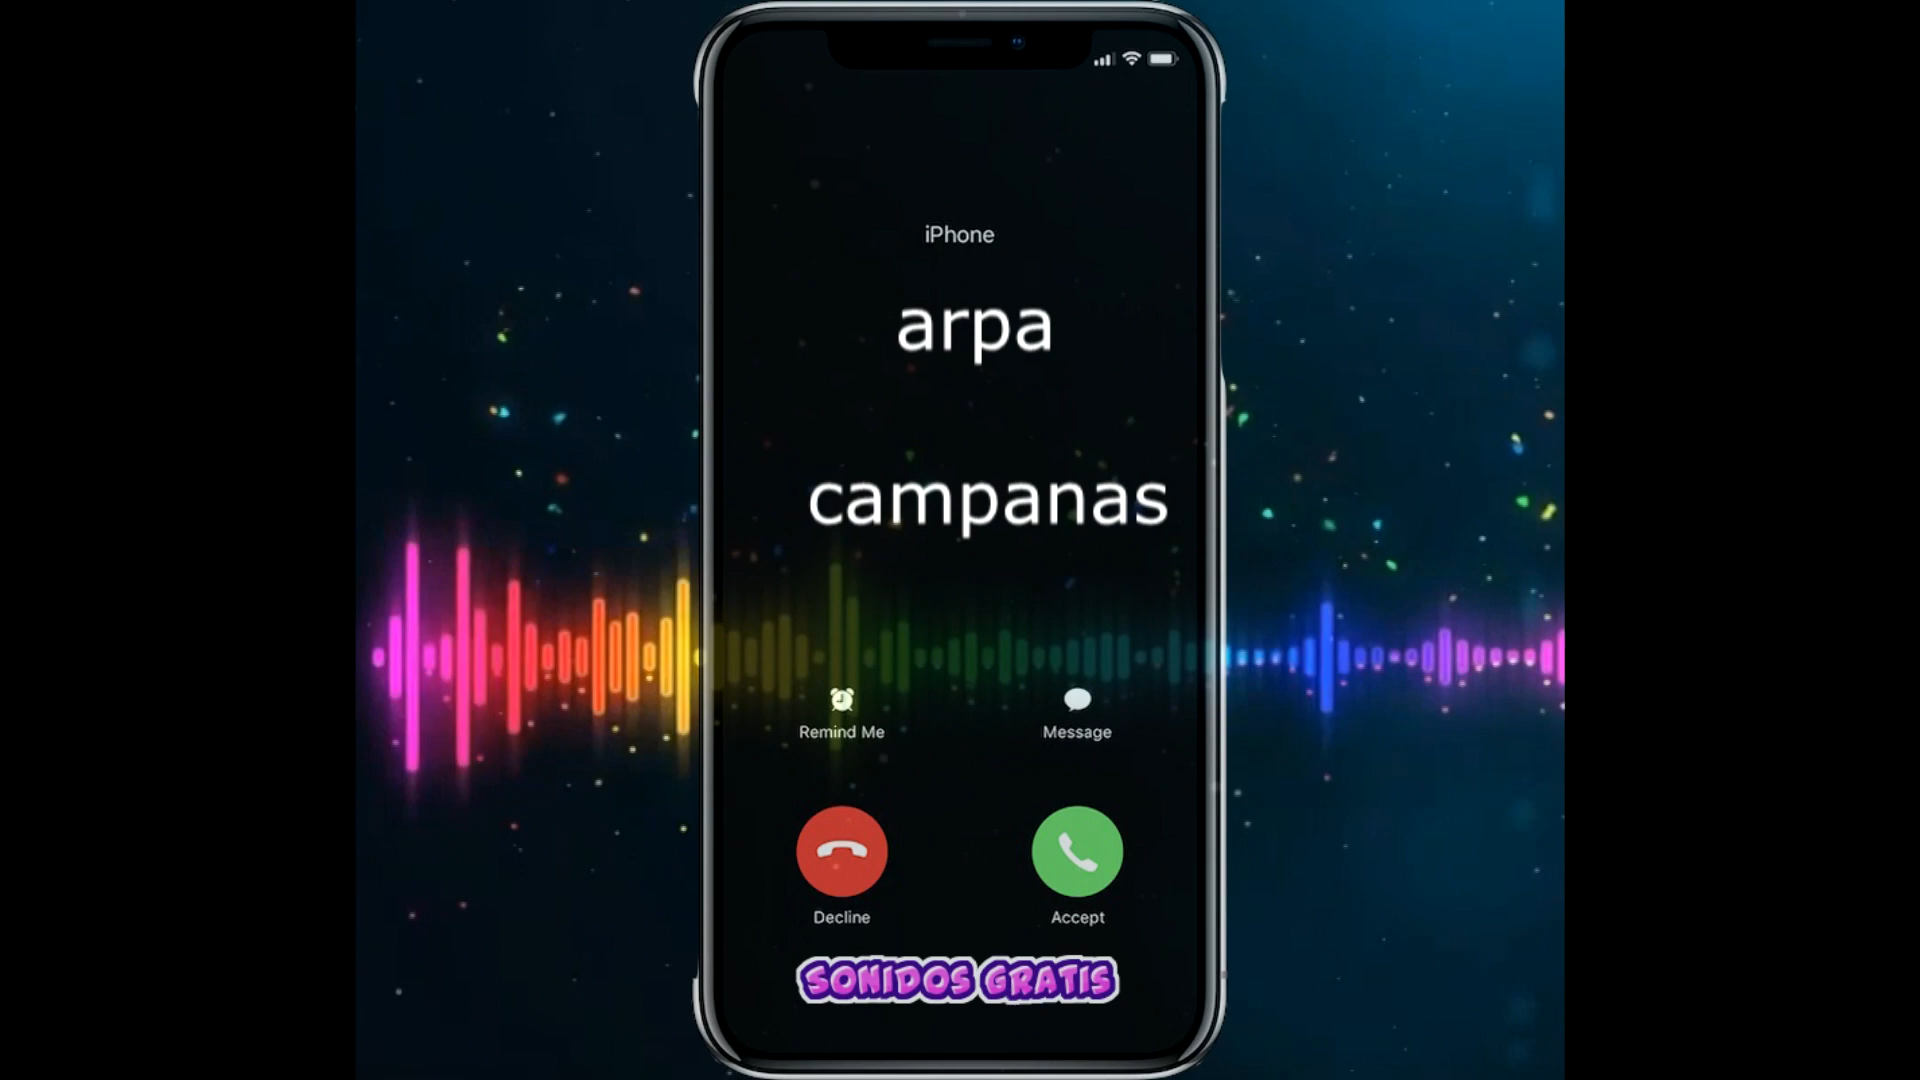 iPhone
arpa
campanas
Remind Me
Message
Decline
Accept
SONIDOS GRATIS